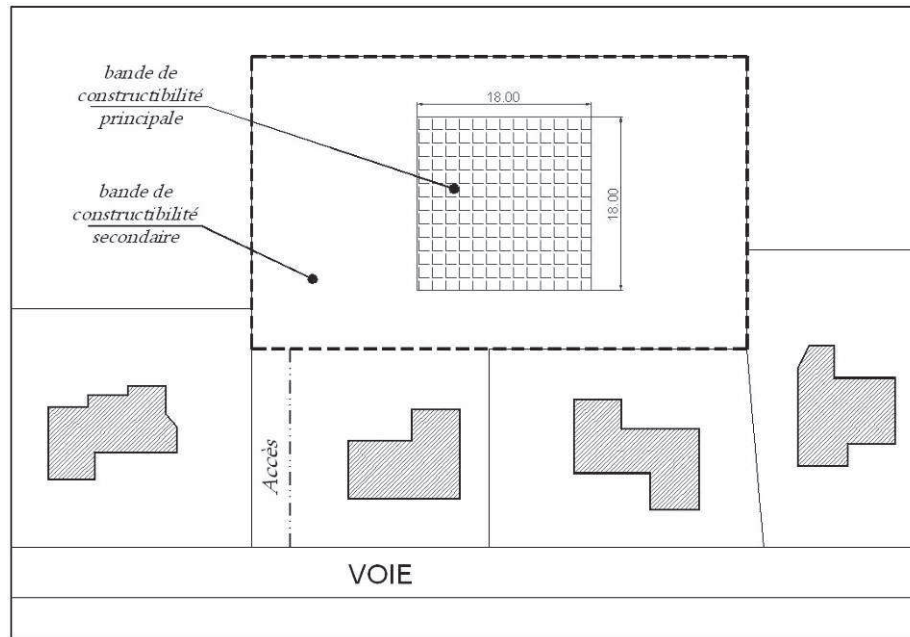 bande de
constructibilité
principale
18.00
18.00
bande de
constructibilité
secondaire
Accès
VOIE